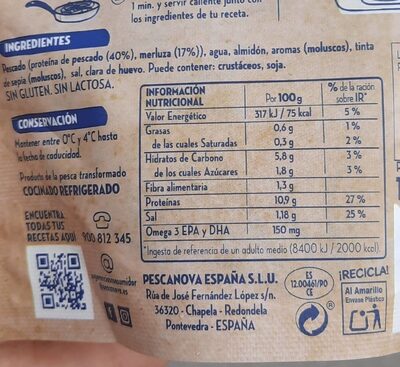 1 min. y servir caliente junto con
los ingredientes de tu receta.
INGREDIENTES
Pescado (proteína de pescado (40%), merluza (17%)), agua, almidón, aromas (moluscos), tinta
de sepia (moluscos), sal, clara de huevo. Puede contener: crustáceos, soja.
SIN GLUTEN. SIN LACTOSA.
CONSERVACIÓN
Mantener entre 0°C y 4°C hasta
la fecha de caducidad.
Producto de la pesca transformado
COCINADO REFRIGERADO
ENCUENTRA
TODAS TUS
RECETAS AQUÍ
900 812 345
INFORMACIÓN
NUTRICIONAL Por 100g % de la ración
sobre IR*
Valor Energético 317 kJ / 75 kcal 5 %
Grasas 0,6 g 1 %
de las cuales Saturadas 0,3 g 2 %
Hidratos de Carbono 5,8 g 3 %
de los cuales Azúcares 1,8 g 3 %
Fibra alimentaria 1,3 g
Proteínas 10,9 g 27 %
Sal 1,18 g 25 %
Omega 3 EPA y DHA 150 mg
*Ingesta de referencia de un adulto medio (8400 kJ / 2000 kcal).
PESCANOVA ESPAÑA S.L.U.
Rúa de José Fernández López s/n.
36320 - Chapela - Redondela
Pontevedra - ESPAÑA
ES
12.00461/PO
CE
¡RECICLA!
Al Amarillo
Envase Plástico